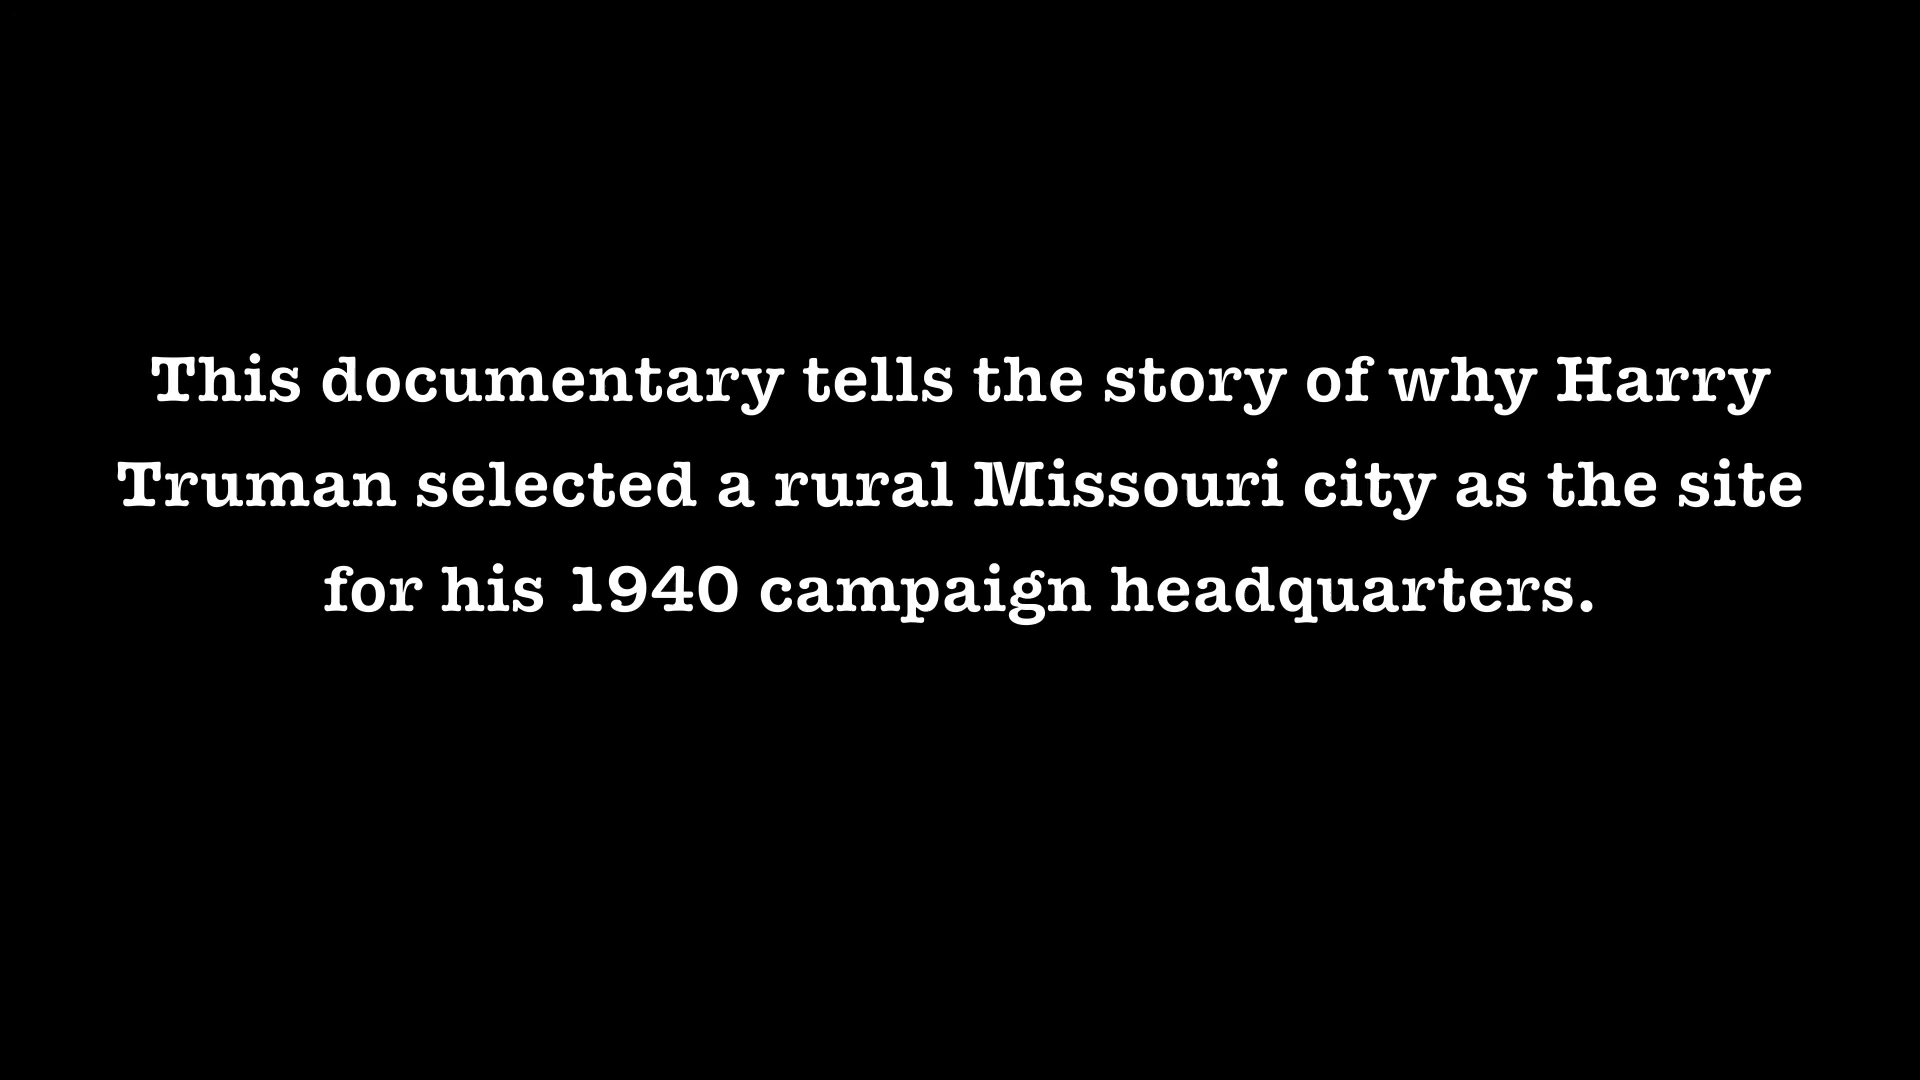 This documentary tells the story of why Harry
Truman selected a rural Missouri city as the site
for his 1940 campaign headquarters.